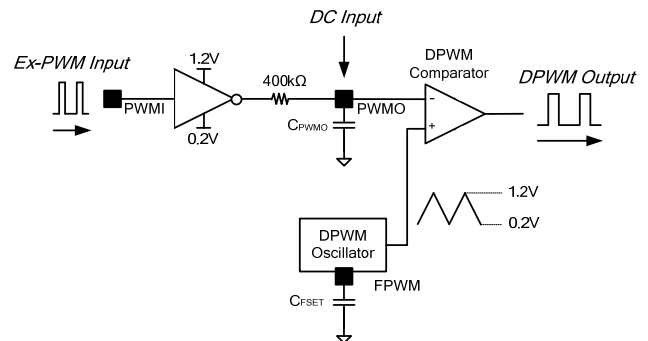 DC Input
Ex-PWM Input
1.2V
400kΩ
DPWM
Comparator
DPWM Output
PWMI
PWMO
-
+
CPWMO
0.2V
1.2V
0.2V
DPWM
Oscillator
FPWM
CFSET